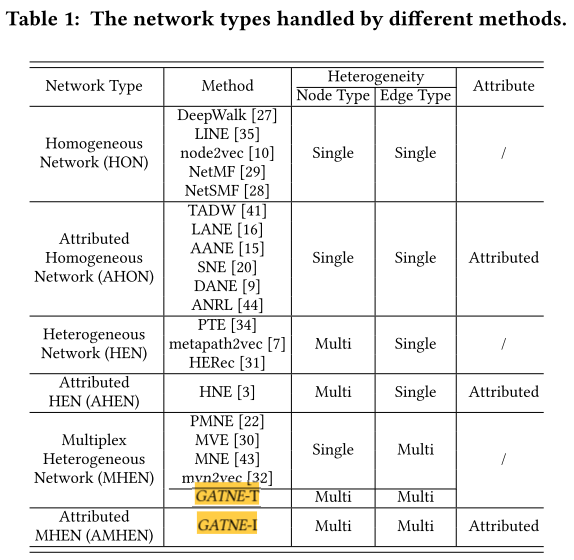 Table 1: The network types handled by different methods.
Network Type Method Heterogeneity Attribute
Node Type Edge Type
Homogeneous Network (HON)
DeepWalk [27]
LINE [35]
node2vec [10]
NetMF [29]
NetSMF [28]
Single Single /
Attributed Homogeneous Network (AHON)
TADW [41]
LANE [16]
AANE [15]
SNE [20]
DANE [9]
ANRL [44]
Single Single Attributed
Heterogeneous Network (HEN)
PTE [34]
metapath2vec [7]
HERec [31]
Multi Single /
Attributed HEN (AHEN)
HNE [3]
Multi Single Attributed
Multiplex Heterogeneous Network (MHEN)
PMNE [22]
MVE [30]
MNE [43]
mvn2vec [32]
Single Multi
GATNE-T Multi Multi
/
Attributed MHEN (AMHEN)
GATNE-I
Multi Multi Attributed